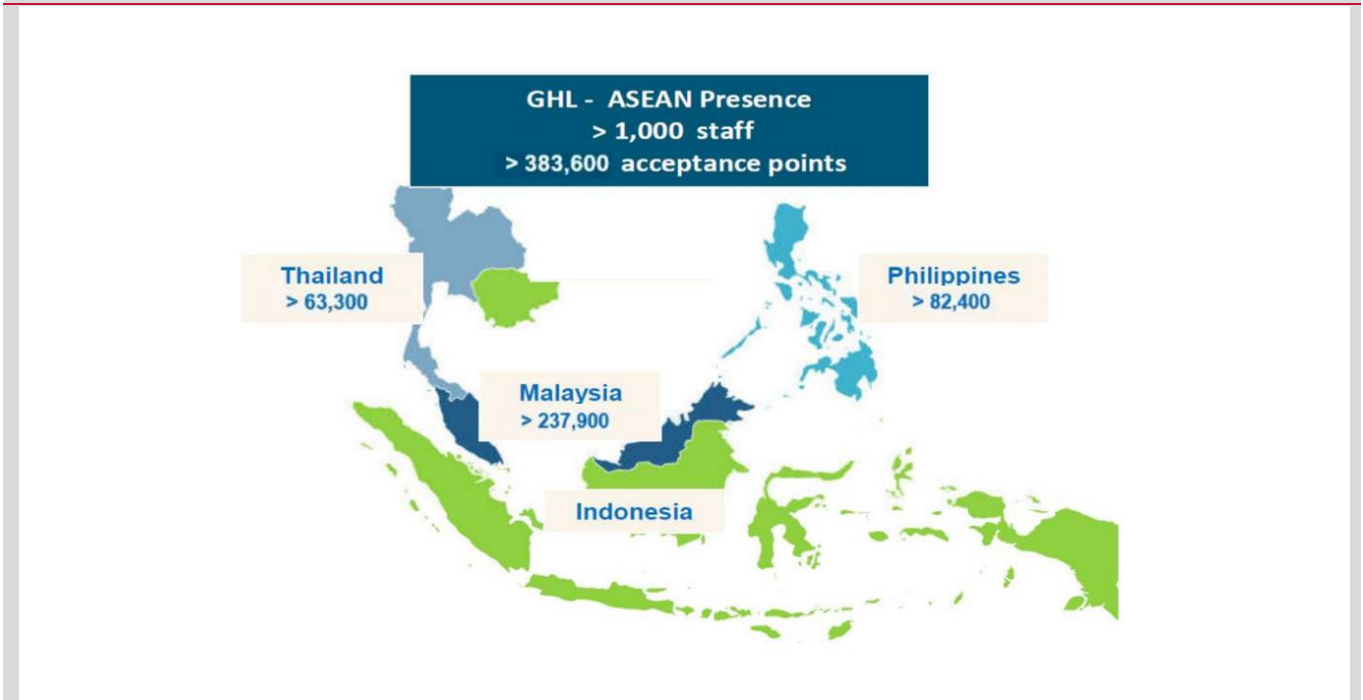 GHL - ASEAN Presence
> 1,000 staff
> 383,600 acceptance points
Thailand
> 63,300
Philippines
> 82,400
Malaysia
> 237,900
Indonesia